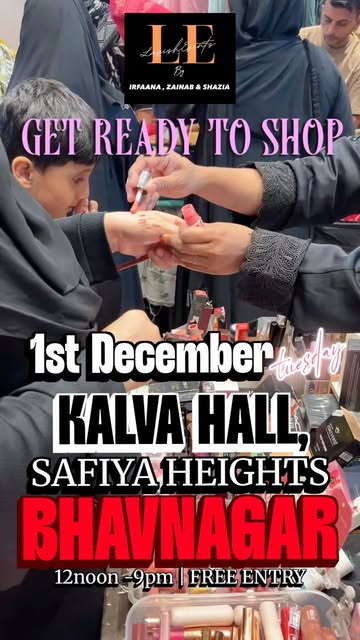 LE
LavishEvents
By
IRFAANA , ZAINAB & SHAZIA
GET READY TO SHOP
1st December tuesday
KALVA HALL,
SAFIYA HEIGHTS
BHAVNAGAR
12noon -9pm | FREE ENTRY